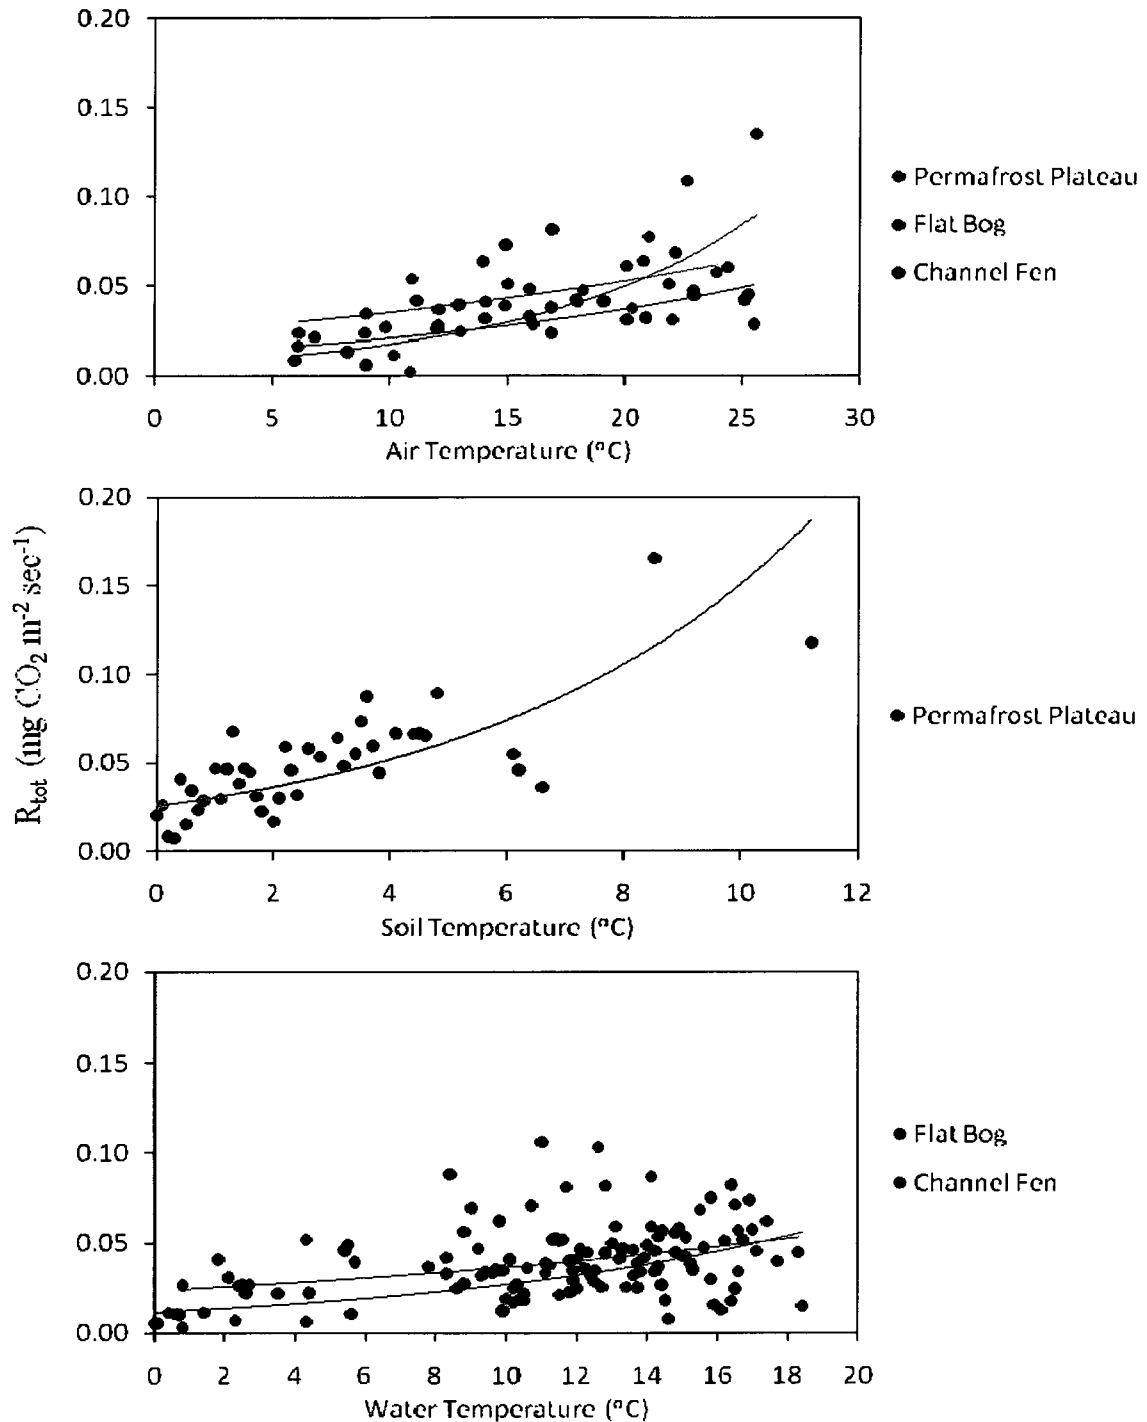 0.20
0.15
0.10
0.05
0.00
0 5 10 15 20 25 30
Air Temperature (°C)
Permafrost Plateau
Flat Bog
Channel Fen
R_tot (mg CO₂ m⁻² sec⁻¹)
0.20
0.15
0.10
0.05
0.00
0 2 4 6 8 10 12
Soil Temperature (°C)
Permafrost Plateau
0.20
0.15
0.10
0.05
0.00
0 2 4 6 8 10 12 14 16 18 20
Water Temperature (°C)
Flat Bog
Channel Fen